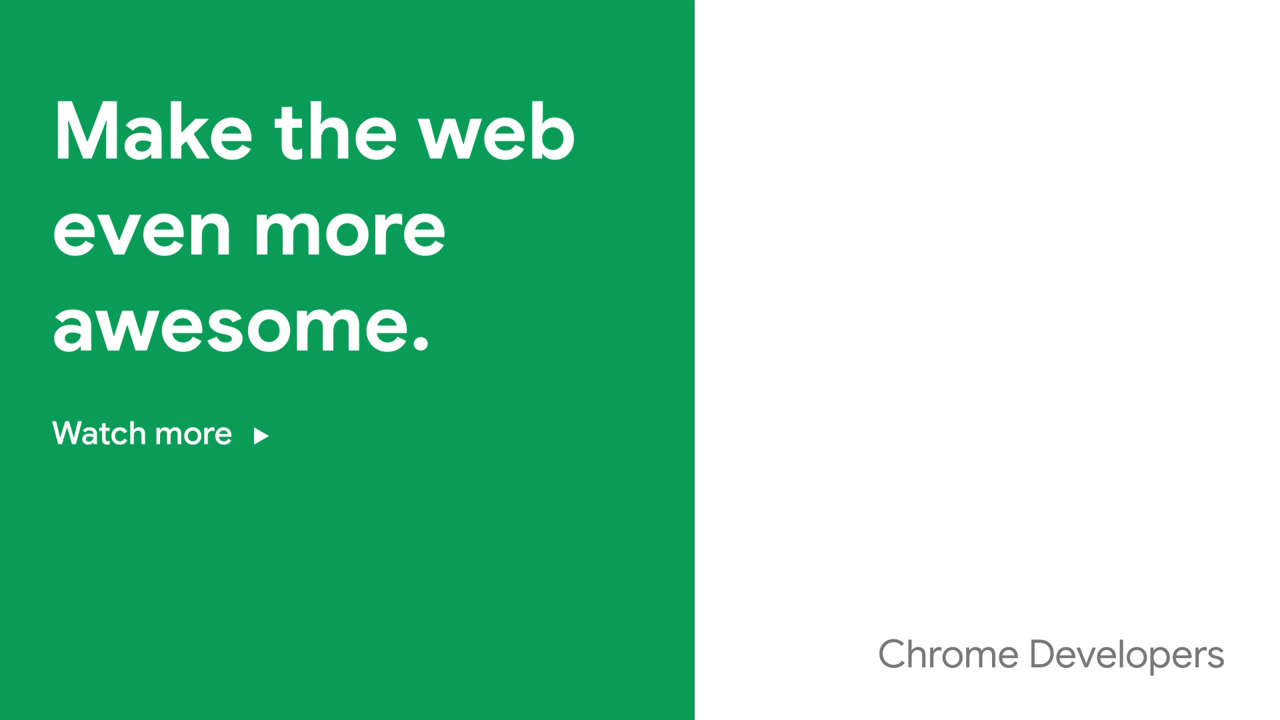 Make the web
even more
awesome.
Watch more
Chrome Developers